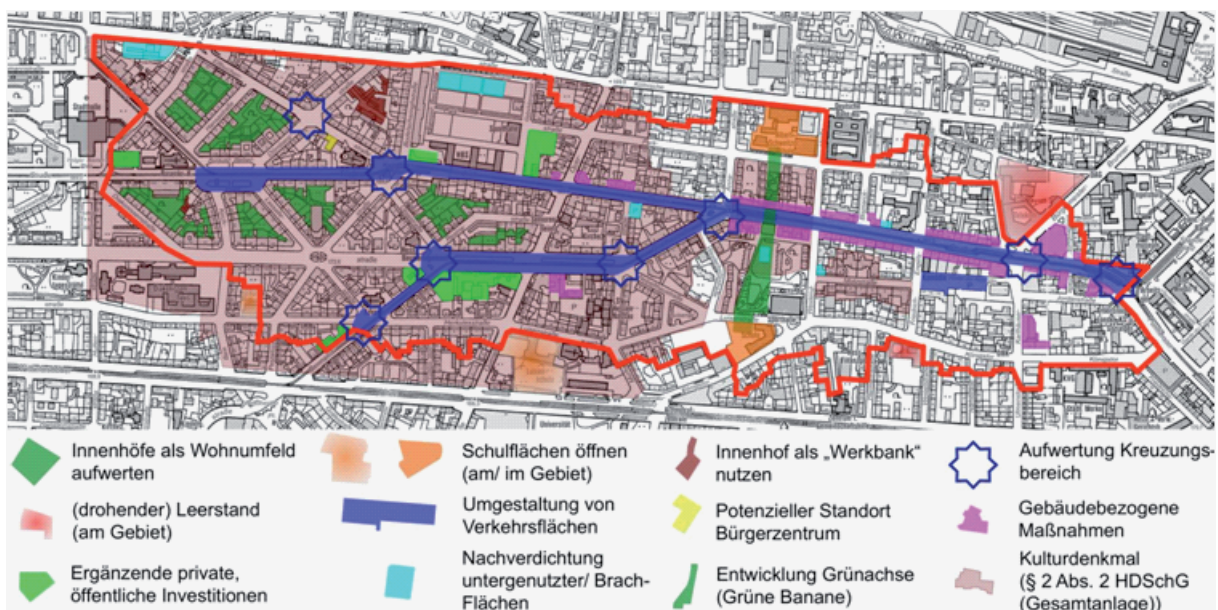 Innenhöfe als Wohnumfeld
aufwerten
(drohender) Leerstand
(am Gebiet)
Ergänzende private,
öffentliche Investitionen
Schulflächen öffnen
(am/ im Gebiet)
Umgestaltung von
Verkehrsflächen
Nachverdichtung
untergenutzter/ Brach-
Flächen
Innenhof als „Werkbank“
nutzen
Potenzieller Standort
Bürgerzentrum
Entwicklung Grünachse
(Grüne Banane)
Aufwertung Kreuzungs-
bereich
Gebäudebezogene
Maßnahmen
Kulturdenkmal
(§ 2 Abs. 2 HDSchG
(Gesamtanlage))